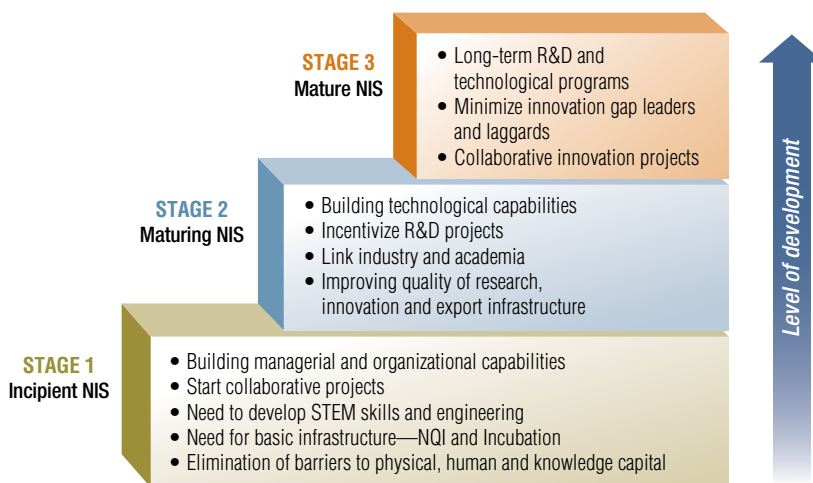 STAGE 3
Mature NIS
• Long-term R&D and
technological programs
• Minimize innovation gap leaders
and laggards
• Collaborative innovation projects
STAGE 2
Maturing NIS
• Building technological capabilities
• Incentivize R&D projects
• Link industry and academia
• Improving quality of research,
innovation and export infrastructure
STAGE 1
Incipient NIS
• Building managerial and organizational capabilities
• Start collaborative projects
• Need to develop STEM skills and engineering
• Need for basic infrastructure—NQI and Incubation
• Elimination of barriers to physical, human and knowledge capital
Level of development